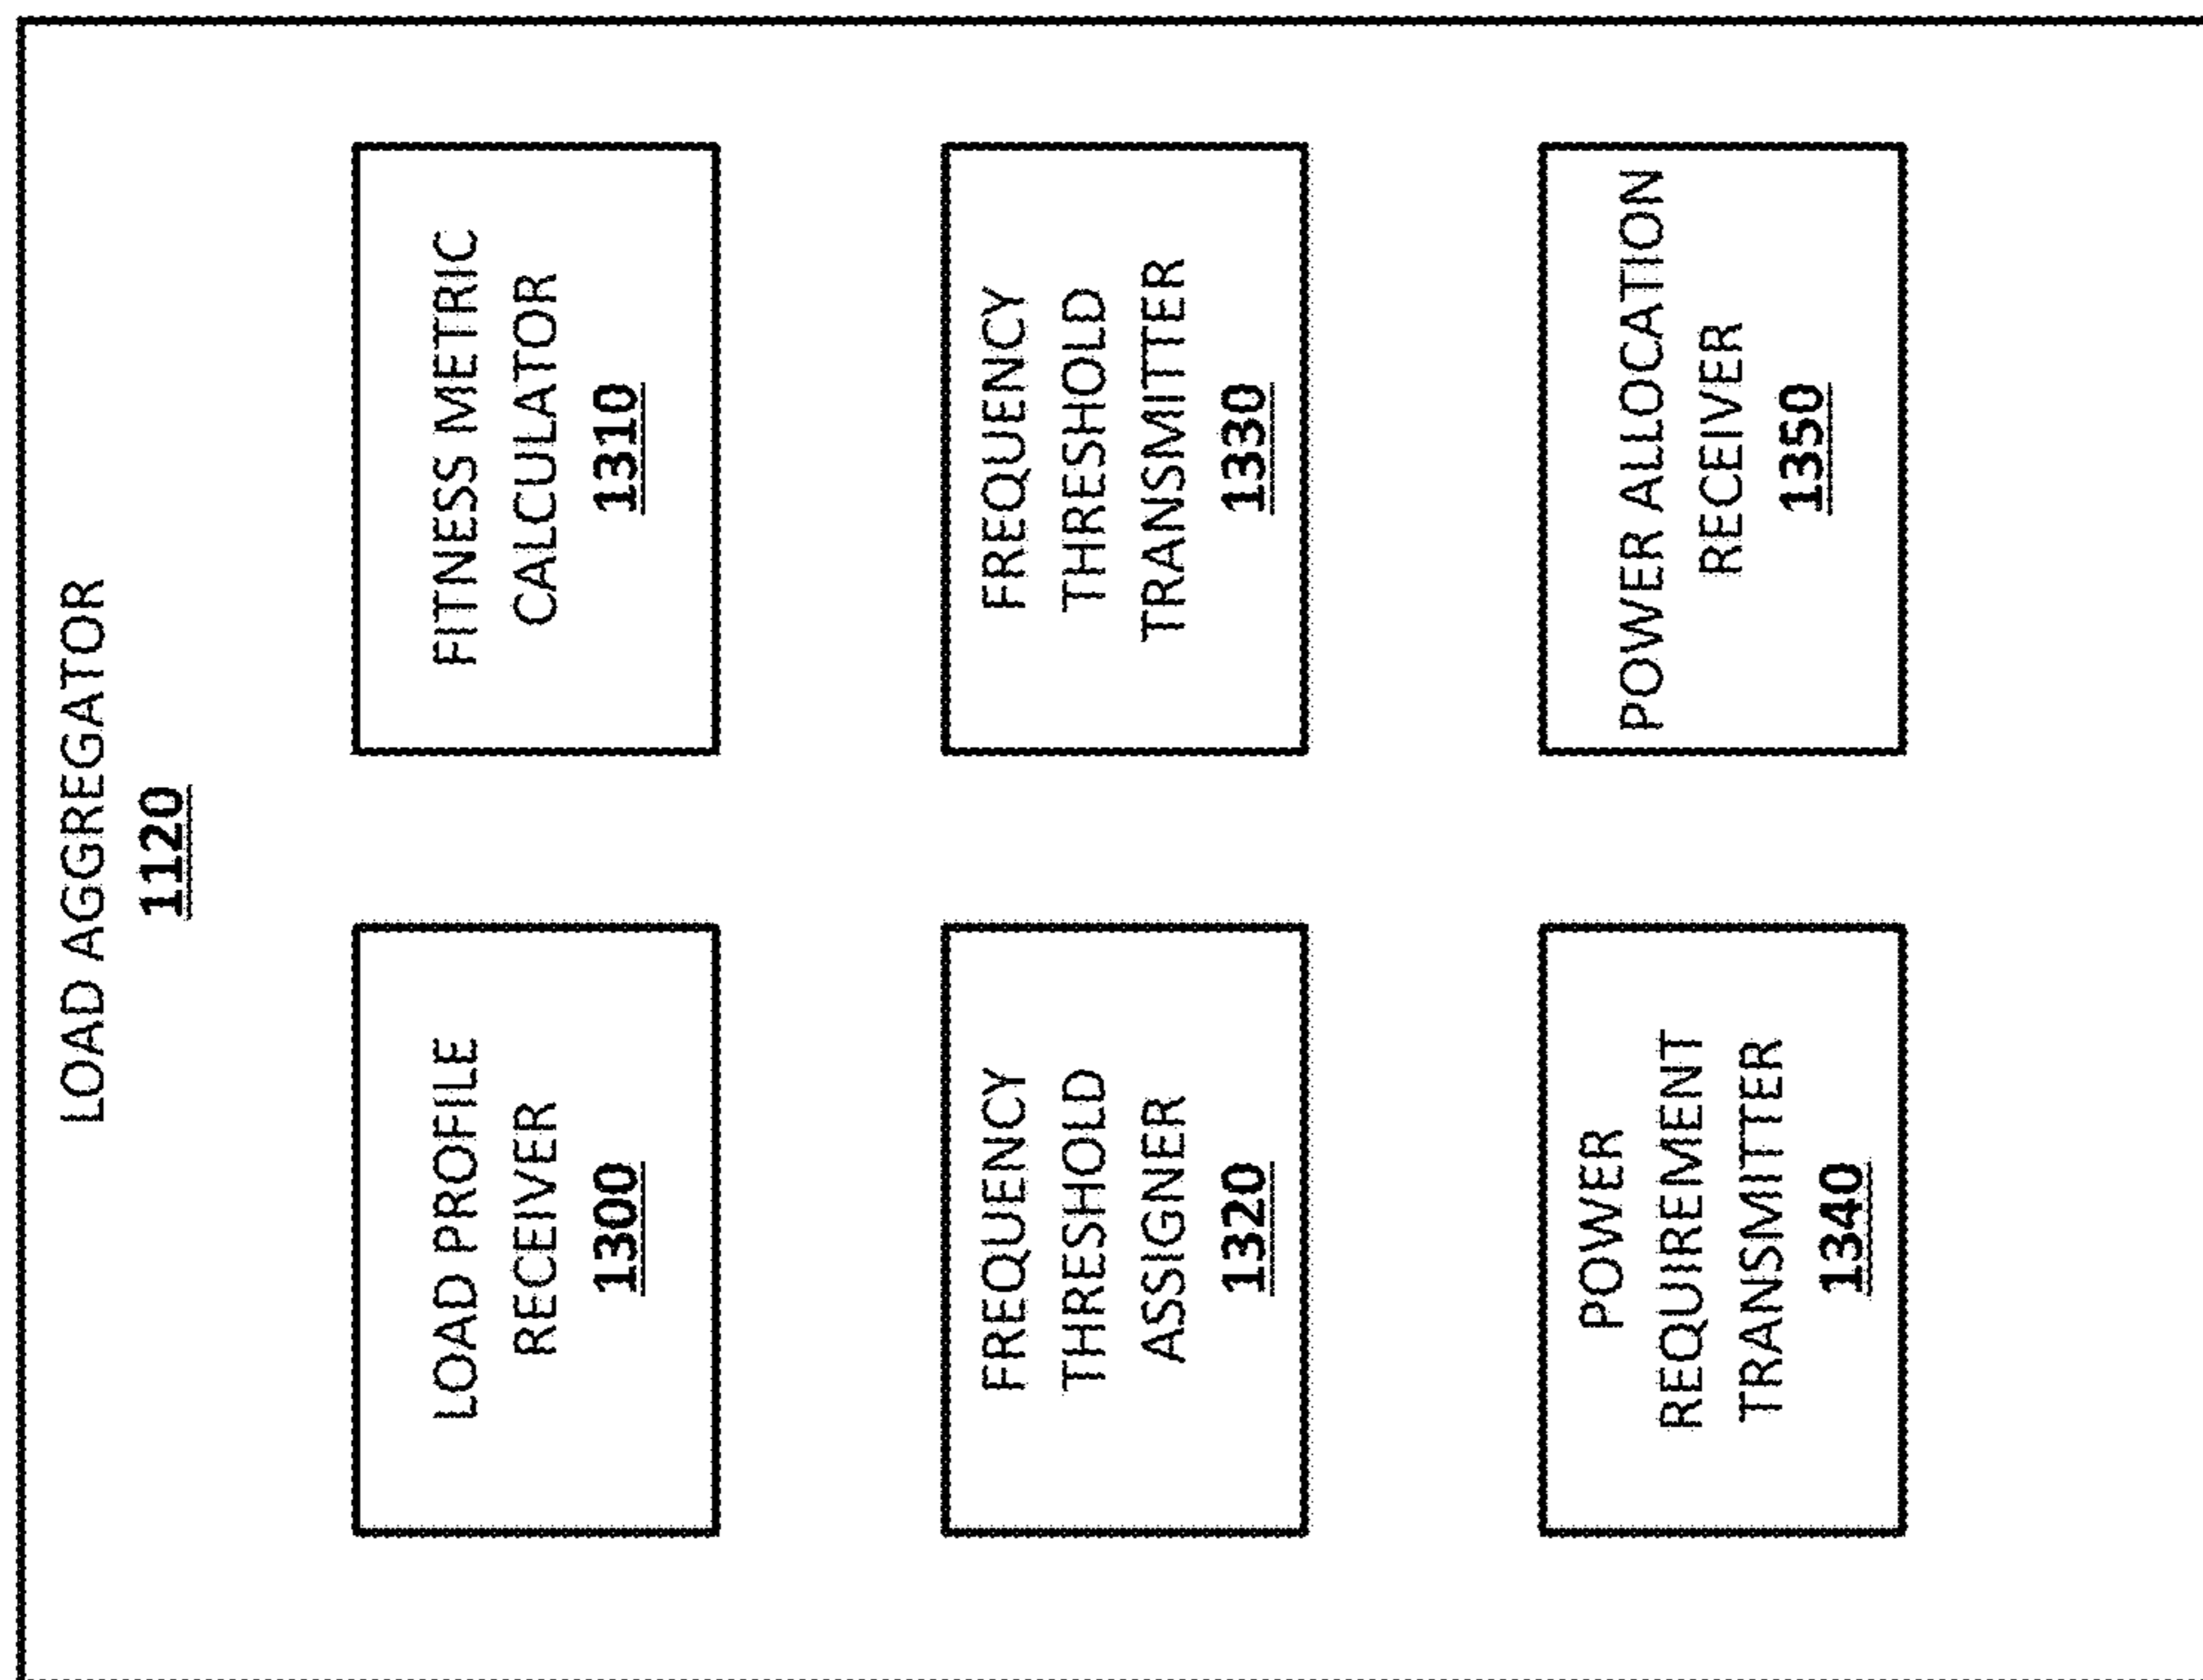 LOAD AGGREGATOR
1120
LOAD PROFILE
RECEIVER
1300
FITNESS METRIC
CALCULATOR
1310
FREQUENCY
THRESHOLD
ASSIGNER
1320
FREQUENCY
THRESHOLD
TRANSMITTER
1330
POWER
REQUIREMENT
TRANSMITTER
1340
POWER ALLOCATION
RECEIVER
1350